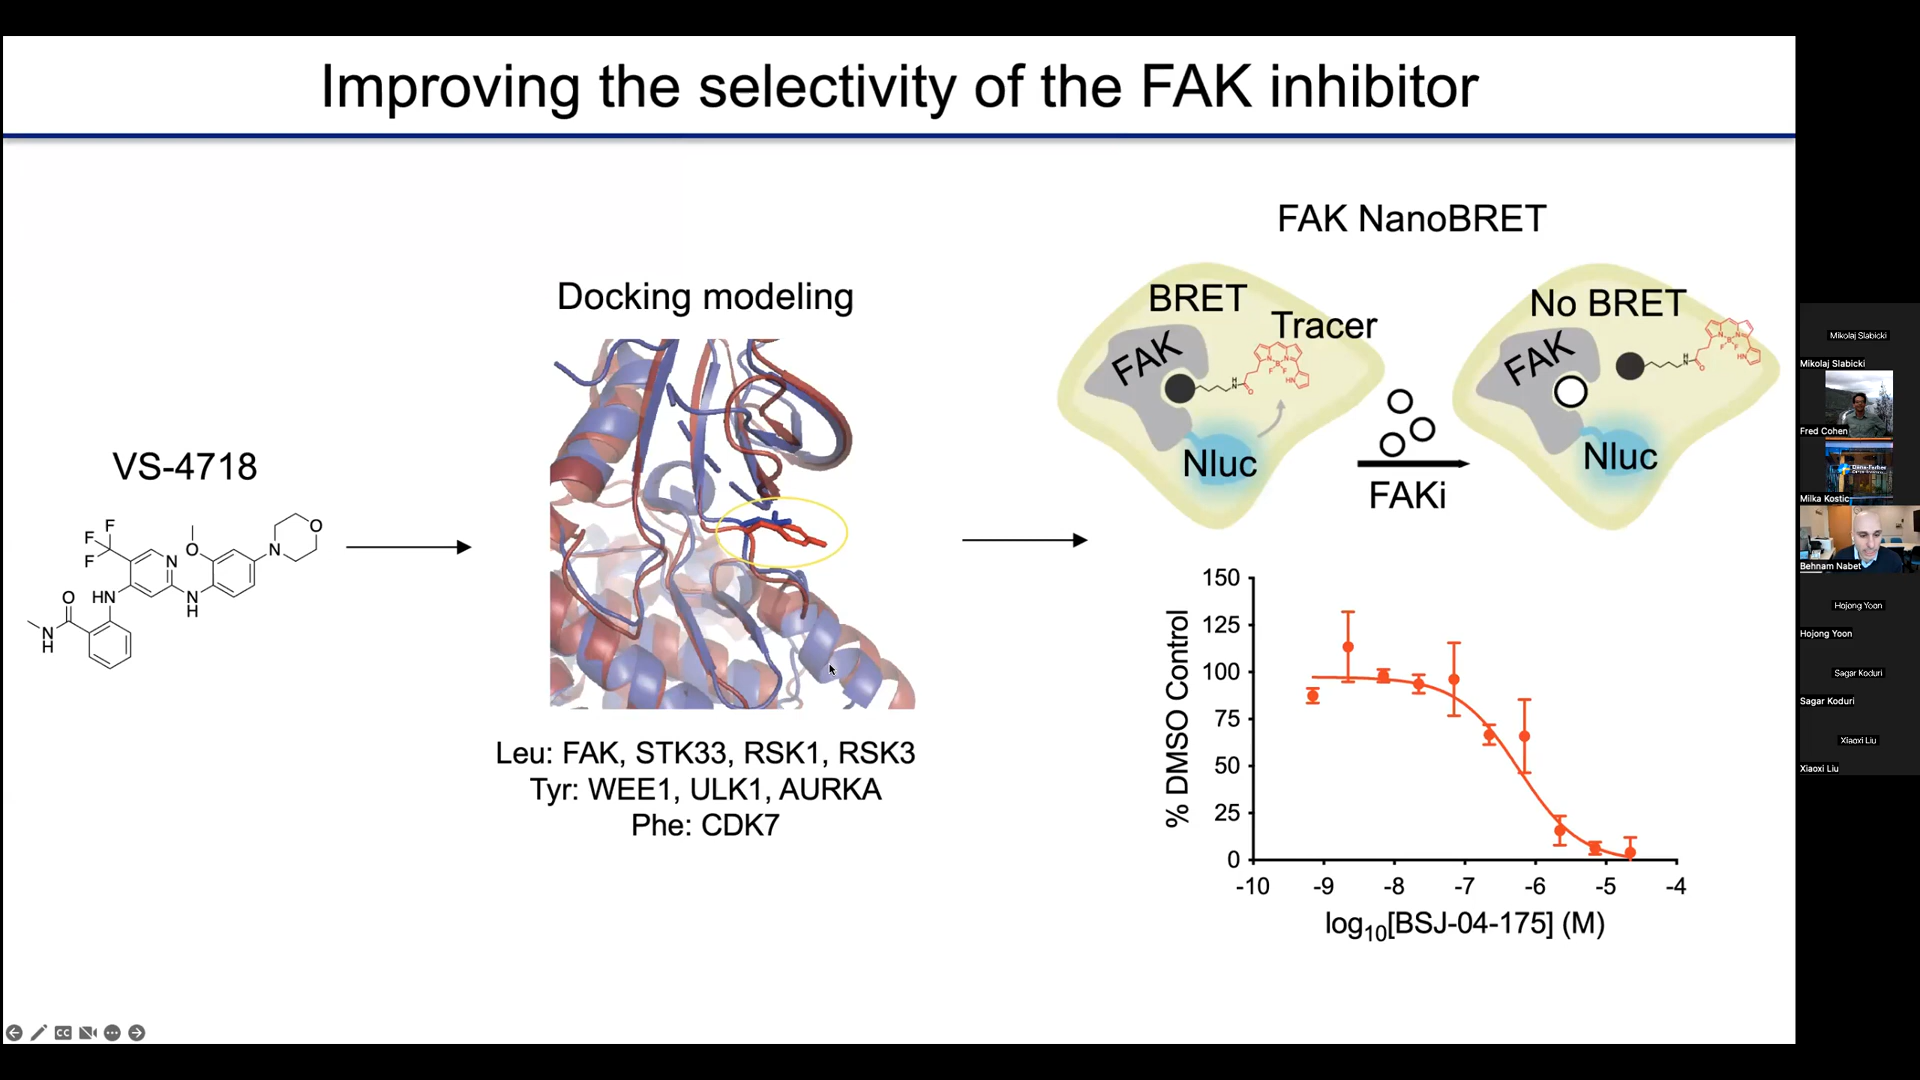 Improving the selectivity of the FAK inhibitor
VS-4718
F
F
F
N
O
N
O
HN
N
H
O
N
H
Docking modeling
Leu: FAK, STK33, RSK1, RSK3
Tyr: WEE1, ULK1, AURKA
Phe: CDK7
FAK NanoBRET
BRET
Tracer
FAK
Nluc
FAKi
No BRET
FAK
Nluc
150
125
100
75
50
25
0
% DMSO Control
-10 -9 -8 -7 -6 -5 -4
log10[BSJ-04-175] (M)
Mikolaj Slabicki
Mikolaj Slabicki
Fred Cohen
Dana-Farber
Milka Kostic
Behnam Nabet
Hojong Yoon
Hojong Yoon
Sagar Koduri
Sagar Koduri
Xiaoxi Liu
Xiaoxi Liu
CC